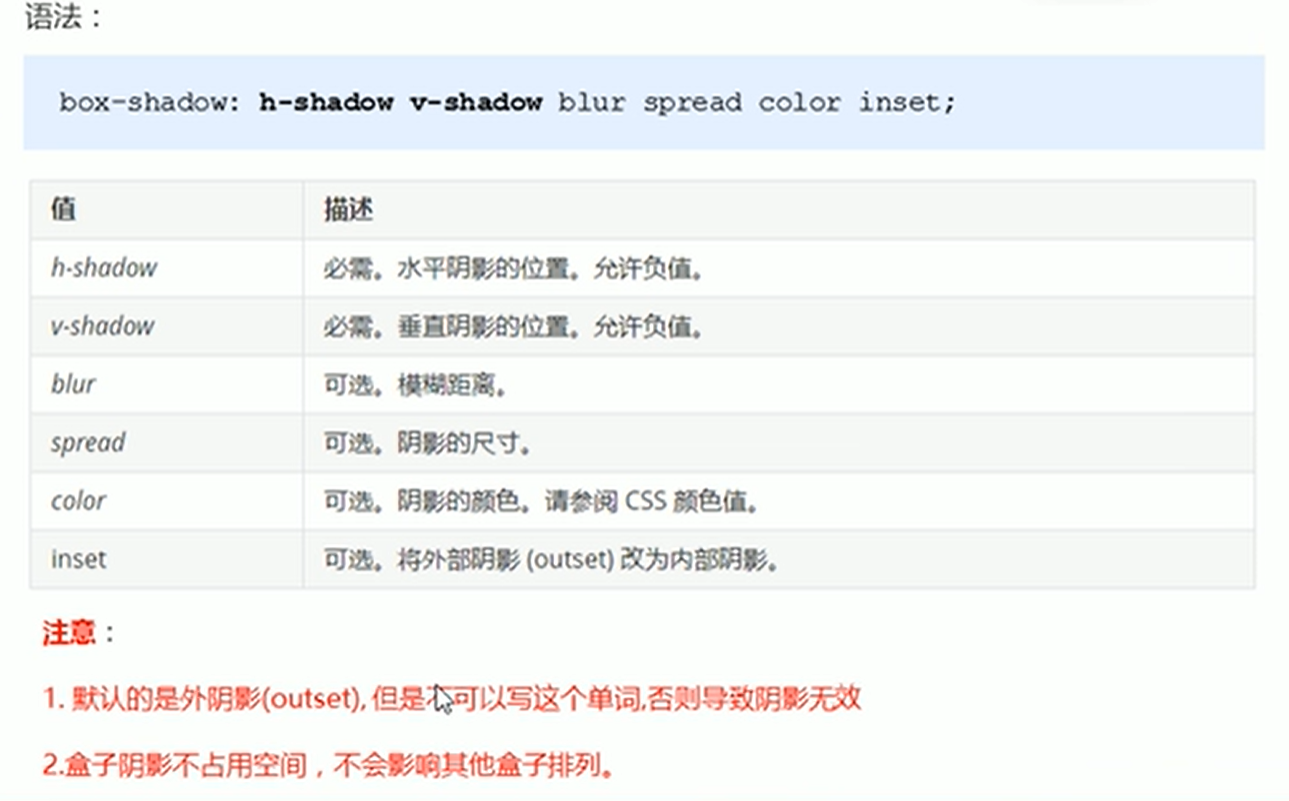 语法：
box-shadow: h-shadow v-shadow blur spread color inset;
值 描述
h-shadow 必需。水平阴影的位置。允许负值。
v-shadow 必需。垂直阴影的位置。允许负值。
blur 可选。模糊距离。
spread 可选。阴影的尺寸。
color 可选。阴影的颜色。请参阅 CSS 颜色值。
inset 可选。将外部阴影 (outset) 改为内部阴影。
注意：
1. 默认的是外阴影(outset), 但是不可以写这个单词,否则导致阴影无效
2.盒子阴影不占用空间，不会影响其他盒子排列。